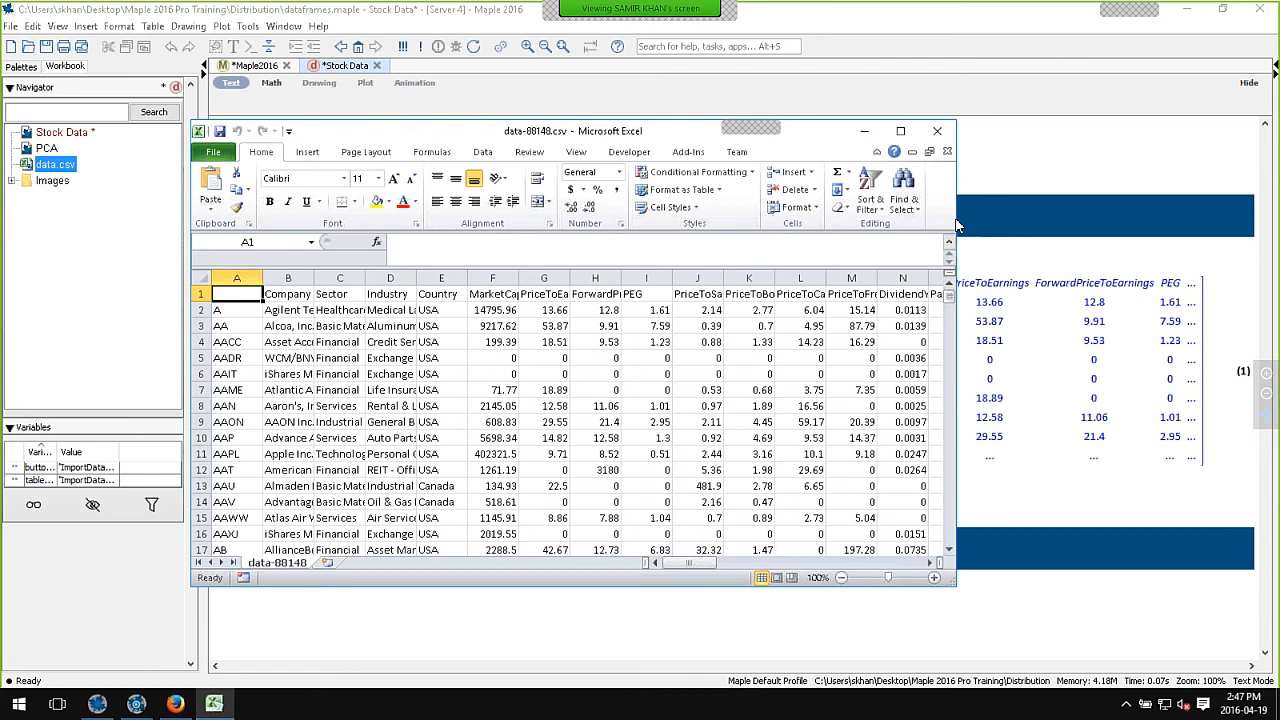 C:\Users\skhan\Desktop\Maple 2016 Pro Training\Distribution\dataframes.maple - Stock Data* - [Server 4] - Maple 2016
Viewing SAMIR KHAN's screen
File Edit View Insert Format Table Drawing Plot Tools Window Help
Search for help, tasks, apps... Alt+S
Palettes Workbook *Maple2016 *Stock Data
Navigator Text Math Drawing Plot Animation Hide
Search
Stock Data *
PCA
data.csv
Images
data-88148.csv - Microsoft Excel
File Home Insert Page Layout Formulas Data Review View Developer Add-Ins Team
Paste Calibri 11 General Conditional Formatting Format as Table Cell Styles Insert Delete Format Sort & Filter Find & Select
Clipboard Font Alignment Number Styles Cells Editing
A1 fx
A B C D E F G H I J K L M N
1 Company Sector Industry Country MarketCap PriceToEa ForwardPr PEG PriceToSa PriceToBo PriceToCa PriceToFre DividendY Pa
2 A Agilent Te Healthcar Medical La USA 14795.96 13.66 12.8 1.61 2.14 2.77 6.04 15.14 0.0113
3 AA Alcoa, Inc. Basic Mate Aluminum USA 9217.62 53.87 9.91 7.59 0.39 0.7 4.95 87.79 0.0139
4 AACC Asset Acc Financial Credit Ser USA 199.39 18.51 9.53 1.23 0.88 1.33 14.23 16.29 0
5 AADR WCM/BNY Financial Exchange USA 0 0 0 0 0 0 0 0 0.0036
6 AAIT iShares M Financial Exchange USA 0 0 0 0 0 0 0 0 0.0017
7 AAME Atlantic A Financial Life Insura USA 71.77 18.89 0 0 0.53 0.68 3.75 7.35 0.0059
8 AAN Aaron's, In Services Rental & L USA 2145.05 12.58 11.06 1.01 0.97 1.89 16.56 0 0.0025
9 AAON AAON Inc. Industrial General B USA 608.83 29.55 21.4 2.95 2.11 4.45 59.17 20.39 0.0097
10 AAP Advance A Services Auto Parts USA 5698.34 14.82 12.58 1.3 0.92 4.69 9.53 14.37 0.0031
11 AAPL Apple Inc. Technolog Personal C USA 402321.5 9.71 8.52 0.51 2.44 3.16 10.1 9.18 0.0247
12 AAT American Financial REIT - Offi USA 1261.19 0 3180 0 5.36 1.98 29.69 0 0.0264
13 AAU Almaden Basic Mate Industrial Canada 134.93 22.5 0 0 481.9 2.78 6.65 0 0
14 AAV Advantag Basic Mate Oil & Gas Canada 518.61 0 0 0 2.16 0.47 0 0 0
15 AAWW Atlas Air W Services Air Service USA 1145.91 8.86 7.88 1.04 0.7 0.89 2.73 5.04 0
16 AAXJ iShares M Financial Exchange USA 2019.55 0 0 0 0 0 0 0 0.0151
17 AB AllianceBe Financial Asset Man USA 2288.5 42.67 12.73 6.83 32.32 1.47 0 197.28 0.0735
data-88148
Ready 100%
riceToEarnings ForwardPriceToEarnings PEG ...
13.66 12.8 1.61 ...
53.87 9.91 7.59 ...
18.51 9.53 1.23 ...
0 0 0 ...
0 0 0 ...
18.89 0 0 ...
12.58 11.06 1.01 ...
29.55 21.4 2.95 ...
... ... ...
(1)
Variables
Vari... Value
butto... "ImportData...
table... "ImportData...
Ready Maple Default Profile C:\Users\skhan\Desktop\Maple 2016 Pro Training\Distribution Memory: 4.18M Time: 0.07s Zoom: 100% Text Mode
2:47 PM
2016-04-19